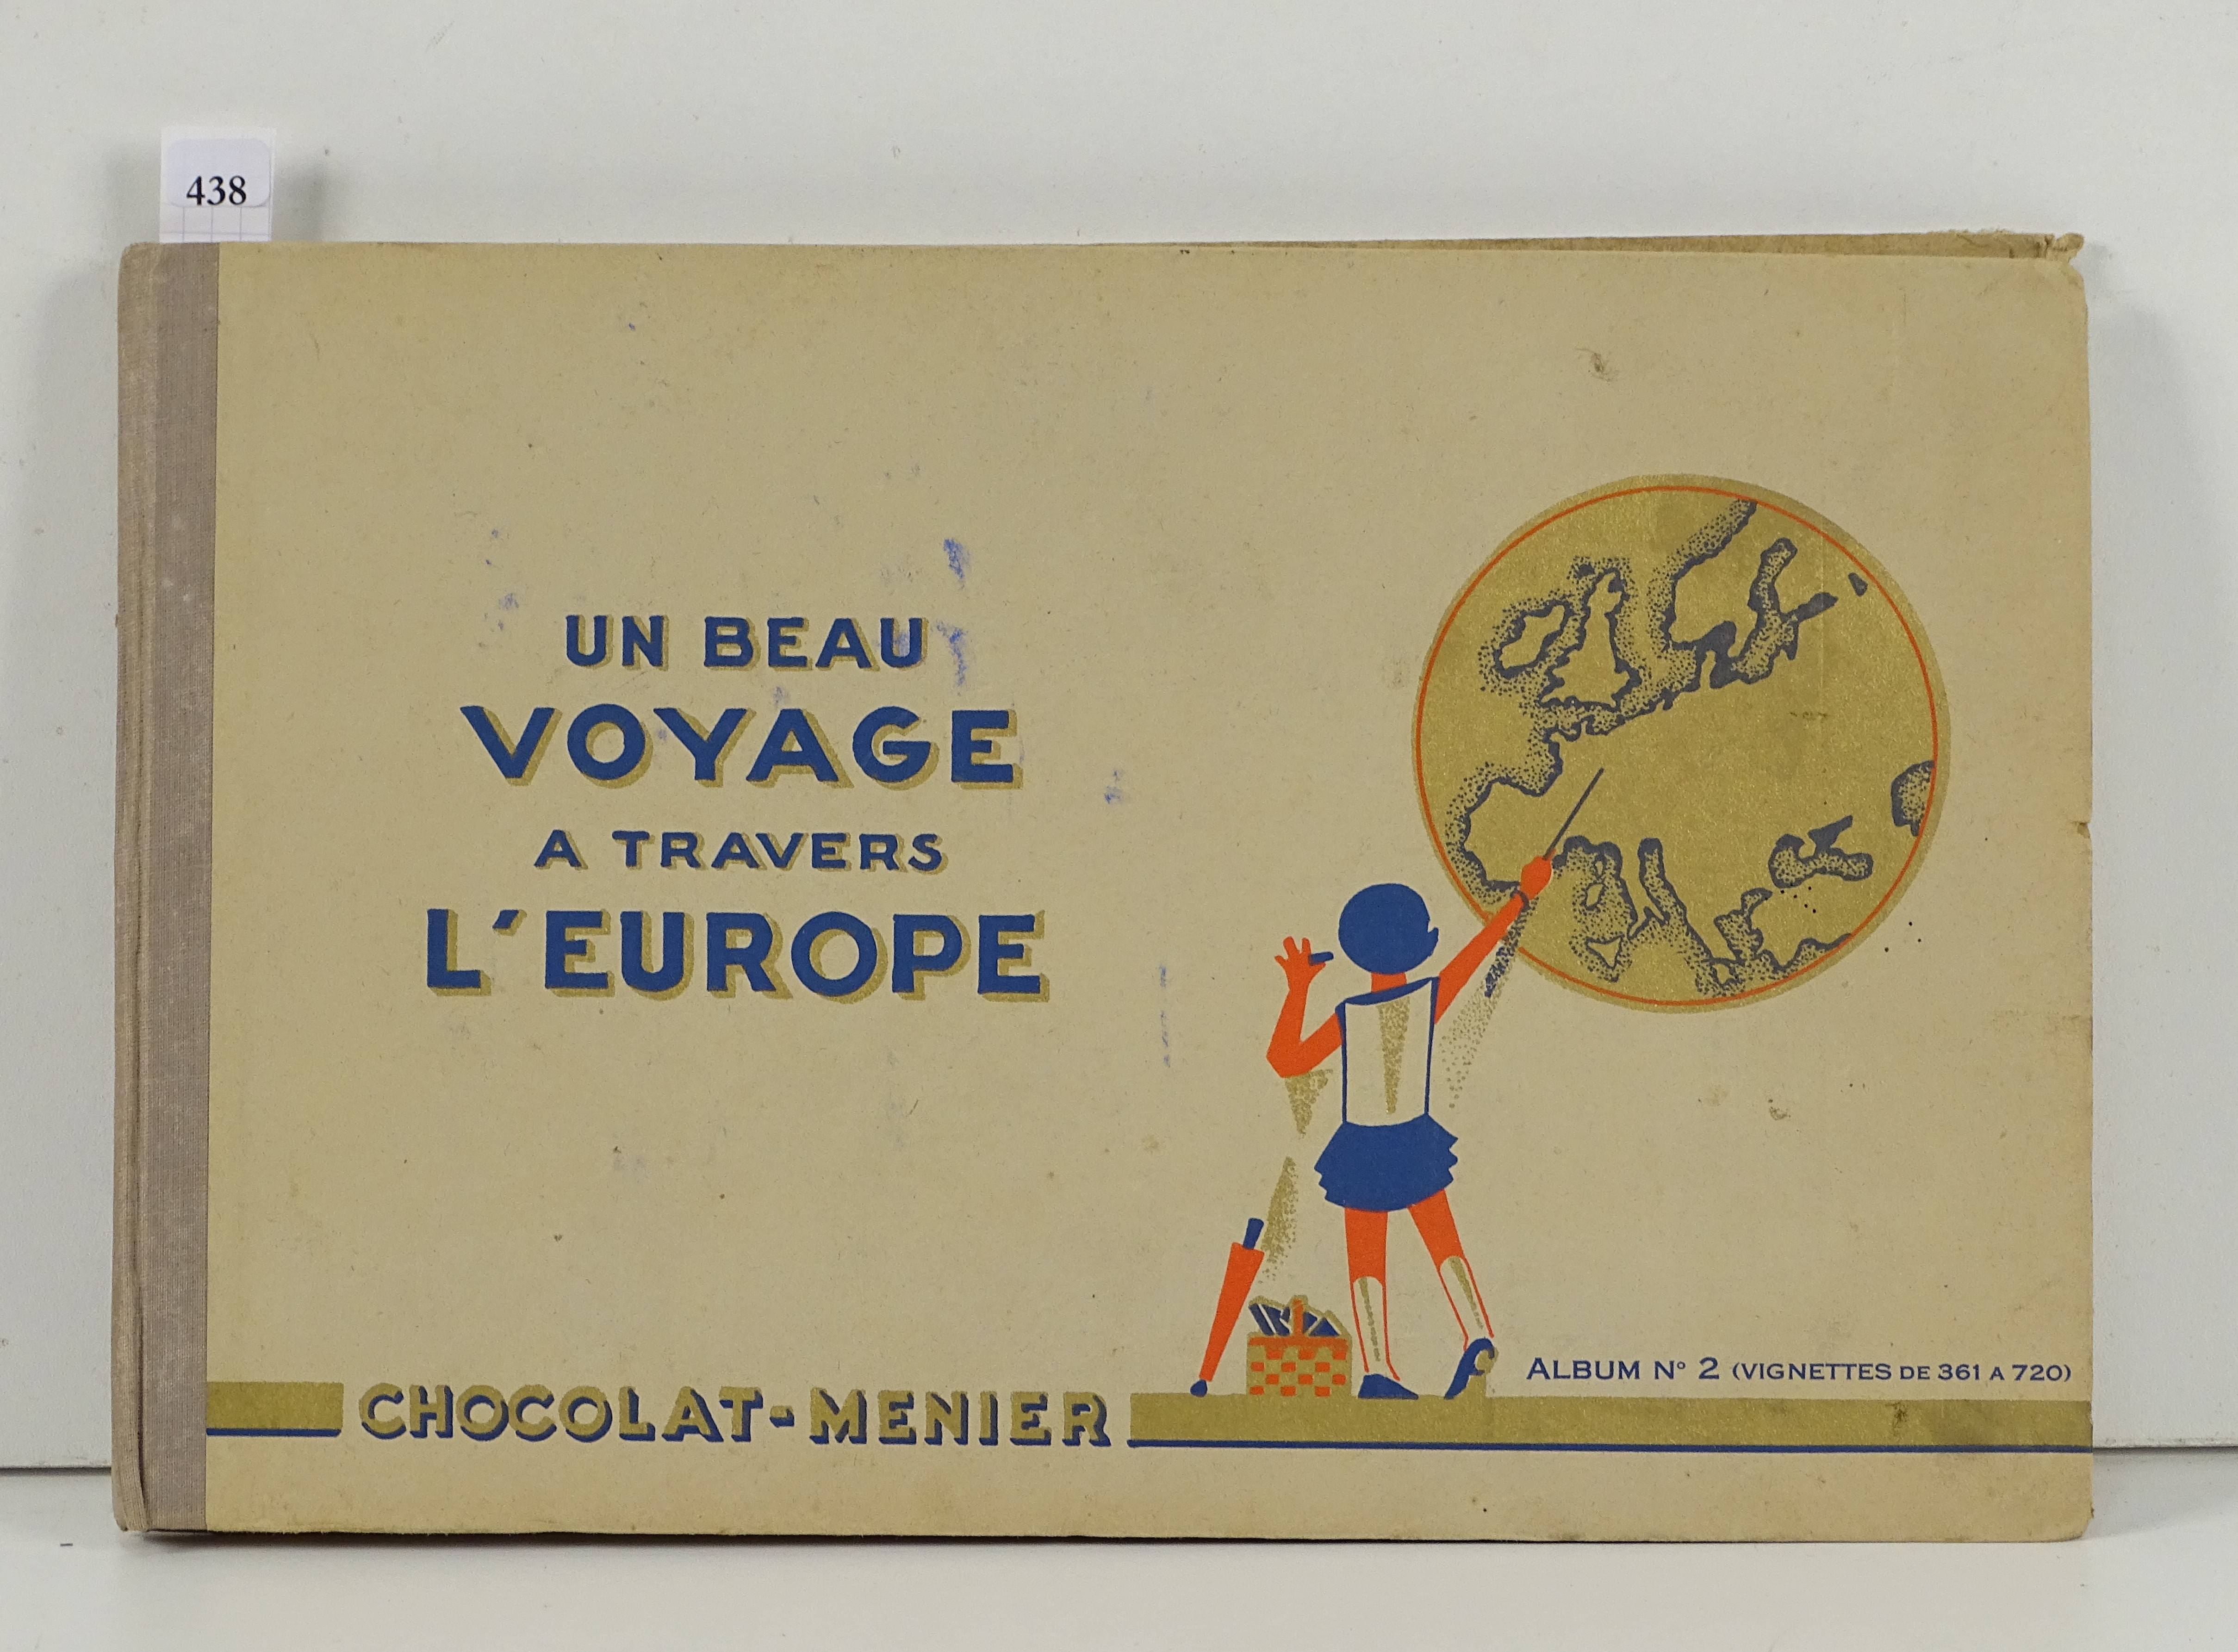 438
UN BEAU
VOYAGE
A TRAVERS
L'EUROPE
ALBUM N° 2 (VIGNETTES DE 361 A 720)
CHOCOLAT-MENIER